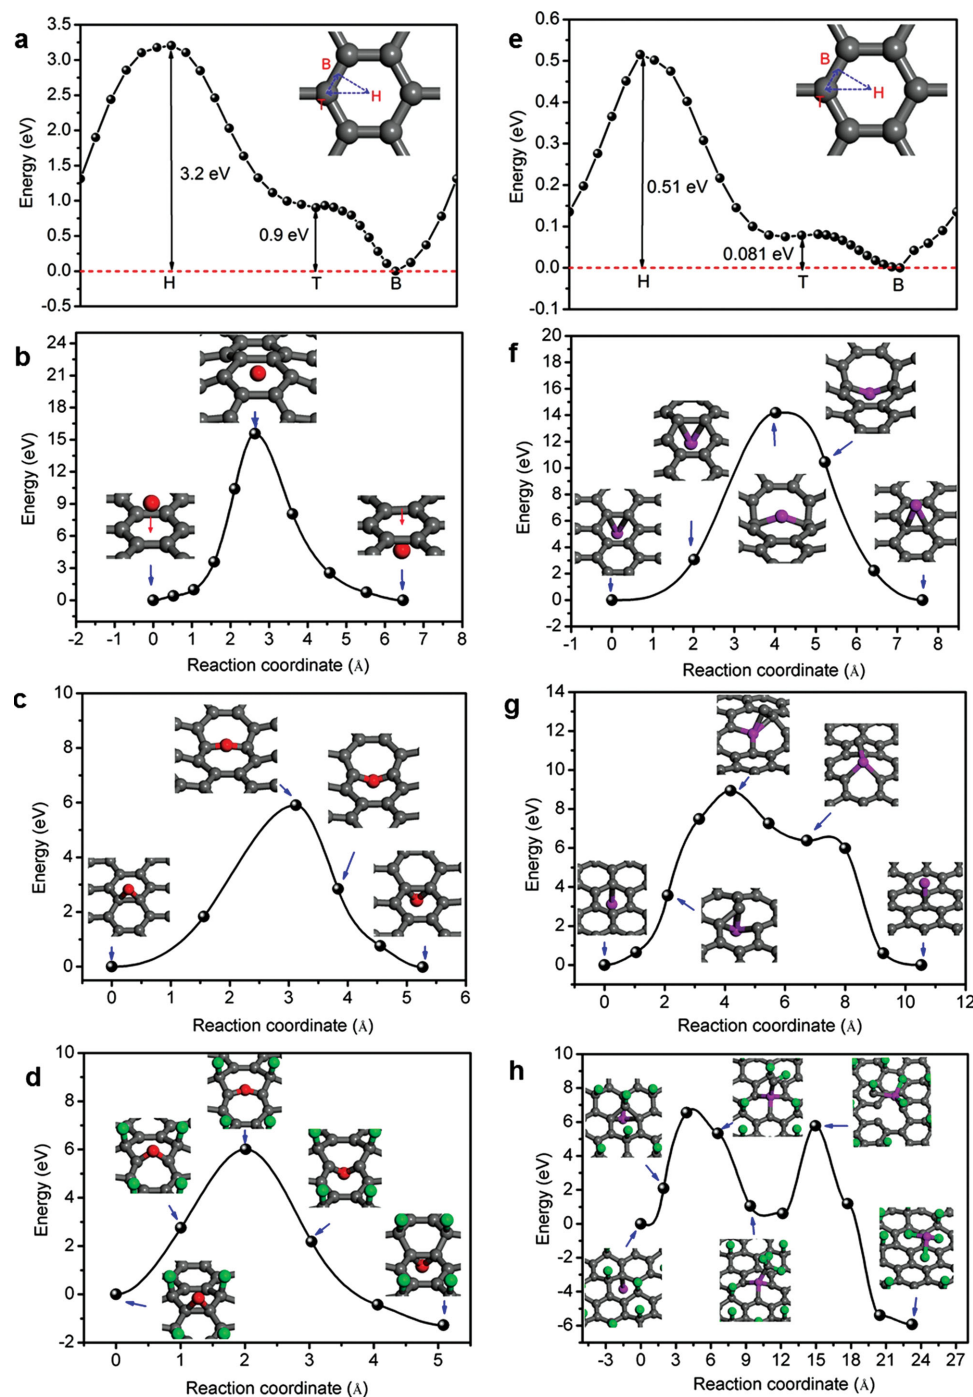 a
3.5
3.0
2.5
2.0
1.5
1.0
0.5
0.0
-0.5
Energy (eV)
B
T
H
3.2 eV
0.9 eV
H
T
B
e
0.6
0.5
0.4
0.3
0.2
0.1
0.0
-0.1
Energy (eV)
B
T
H
0.51 eV
0.081 eV
H
T
B
b
24
21
18
15
12
9
6
3
0
Energy (eV)
-2 -1 0 1 2 3 4 5 6 7 8
Reaction coordinate (Å)
f
20
18
16
14
12
10
8
6
4
2
0
Energy (eV)
-1 0 1 2 3 4 5 6 7 8
Reaction coordinate (Å)
c
10
8
6
4
2
0
Energy (eV)
0 1 2 3 4 5 6
Reaction coordinate (Å)
g
14
12
10
8
6
4
2
0
Energy (eV)
0 2 4 6 8 10 12
Reaction coordinate (Å)
d
10
8
6
4
2
0
-2
Energy (eV)
0 1 2 3 4 5
Reaction coordinate (Å)
h
10
8
6
4
2
0
-2
-4
-6
Energy (eV)
-3 0 3 6 9 12 15 18 21 24 27
Reaction coordinate (Å)